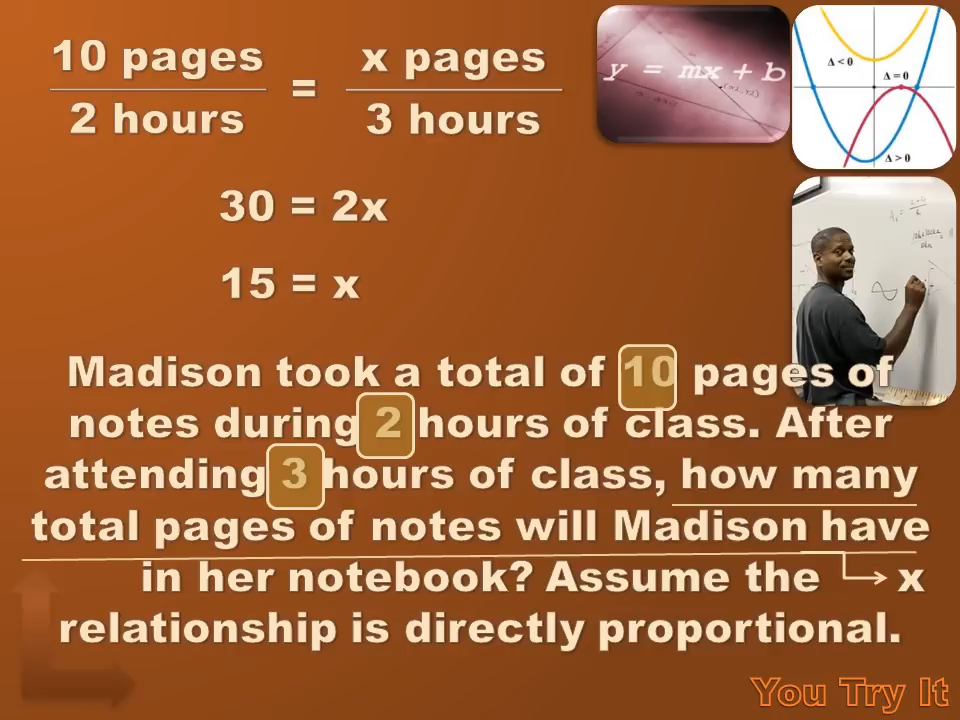 10 pages
2 hours
=
x pages
3 hours
30 = 2x
15 = x
y = mx + b
Δ < 0
Δ = 0
Δ > 0
Madison took a total of 10 pages of
notes during 2 hours of class. After
attending 3 hours of class, how many
total pages of notes will Madison have
in her notebook? Assume the x
relationship is directly proportional.
You Try It